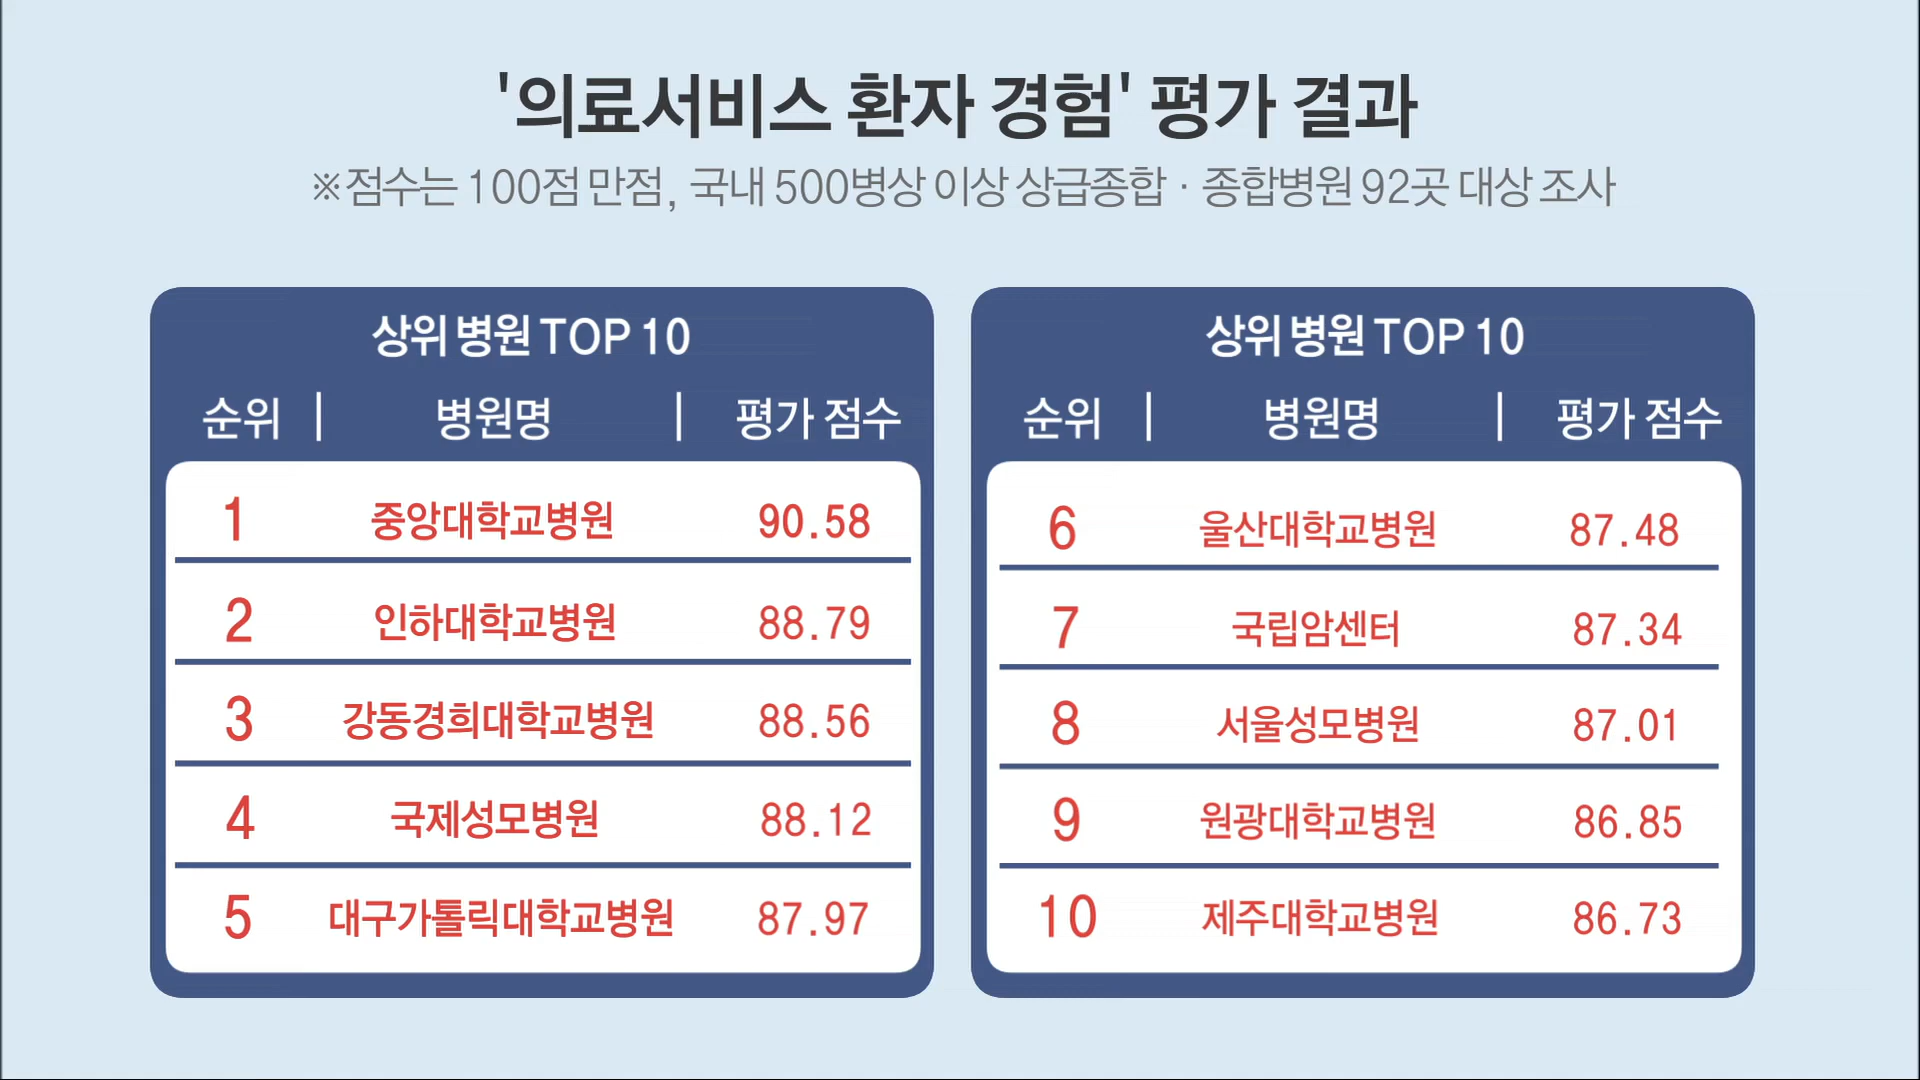 '의료서비스 환자 경험' 평가 결과
※점수는 100점 만점, 국내 500병상 이상 상급종합 · 종합병원 92곳 대상 조사
상위 병원 TOP 10
순위 | 병원명 | 평가 점수
1 중앙대학교병원 90.58
2 인하대학교병원 88.79
3 강동경희대학교병원 88.56
4 국제성모병원 88.12
5 대구가톨릭대학교병원 87.97
상위 병원 TOP 10
순위 | 병원명 | 평가 점수
6 울산대학교병원 87.48
7 국립암센터 87.34
8 서울성모병원 87.01
9 원광대학교병원 86.85
10 제주대학교병원 86.73